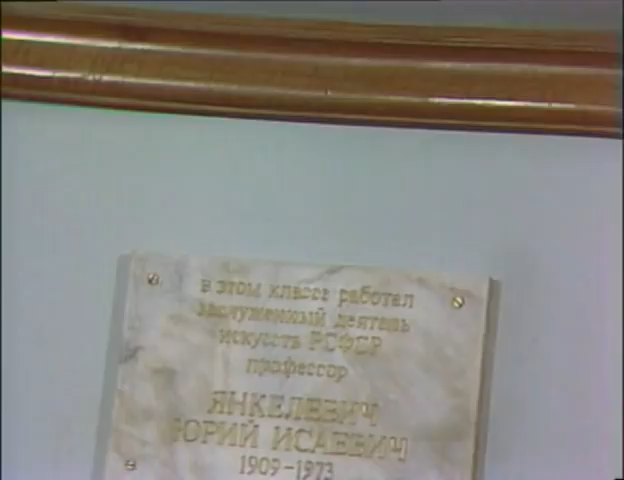 в этом классе работал
заслуженный деятель
искусств РСФСР
профессор
ЯНКЕЛЕВИЧ
ЮРИЙ ИСАЕВИЧ
1909-1973